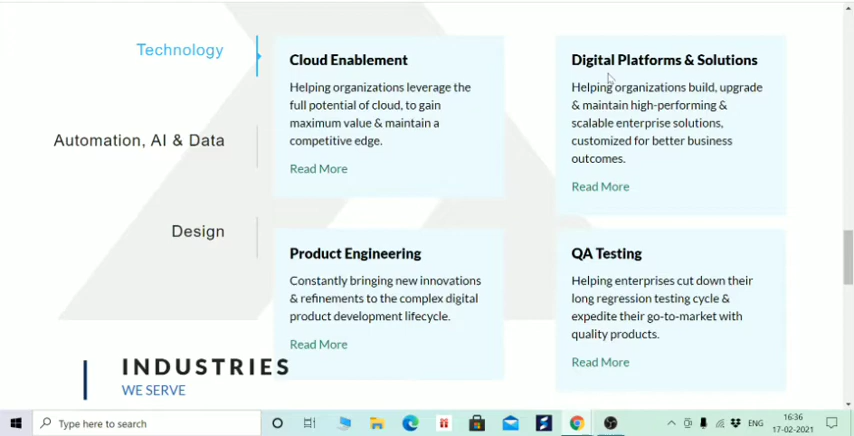 Technology
Automation, AI & Data
Design
Cloud Enablement
Helping organizations leverage the
full potential of cloud, to gain
maximum value & maintain a
competitive edge.
Read More
Digital Platforms & Solutions
Helping organizations build, upgrade
& maintain high-performing &
scalable enterprise solutions,
customized for better business
outcomes.
Read More
Product Engineering
Constantly bringing new innovations
& refinements to the complex digital
product development lifecycle.
Read More
QA Testing
Helping enterprises cut down their
long regression testing cycle &
expedite their go-to-market with
quality products.
Read More
INDUSTRIES
WE SERVE
Type here to search
ENG
16:36
17-02-2021